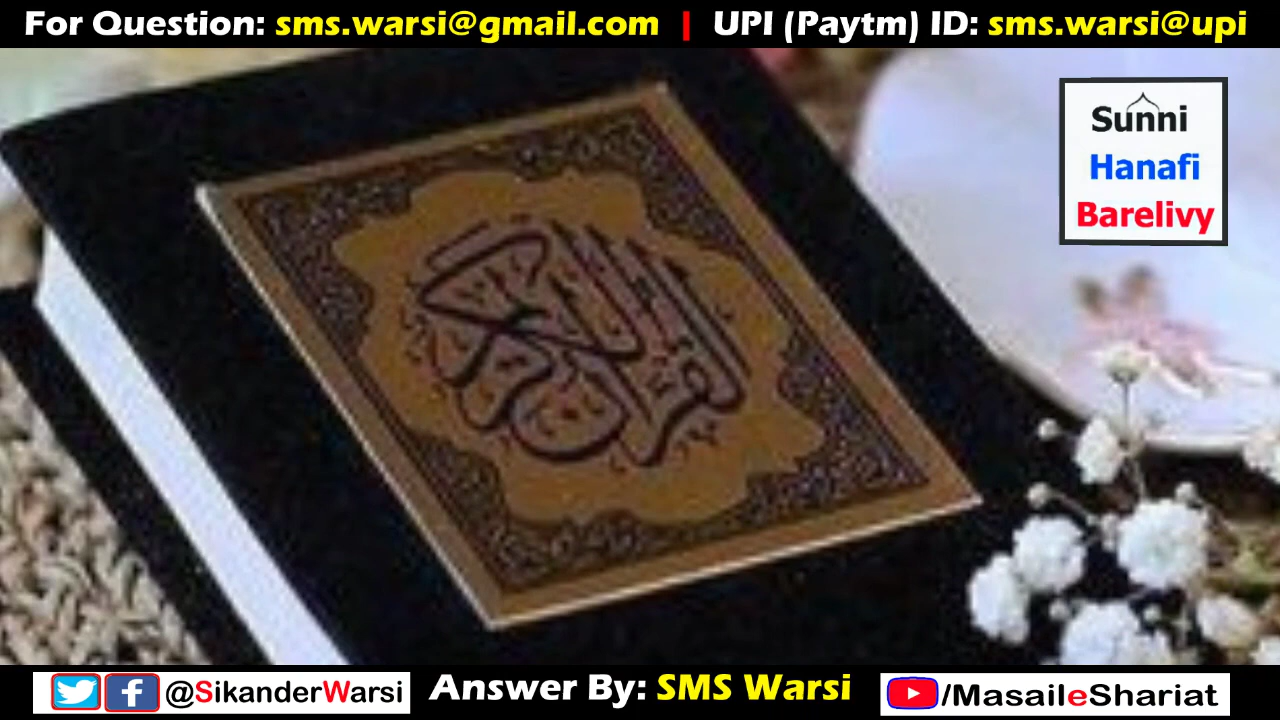 For Question: sms.warsi@gmail.com | UPI (Paytm) ID: sms.warsi@upi
Sunni
Hanafi
Barelivy
القرآن الكريم
@SikanderWarsi
Answer By: SMS Warsi
/MasaileShariat